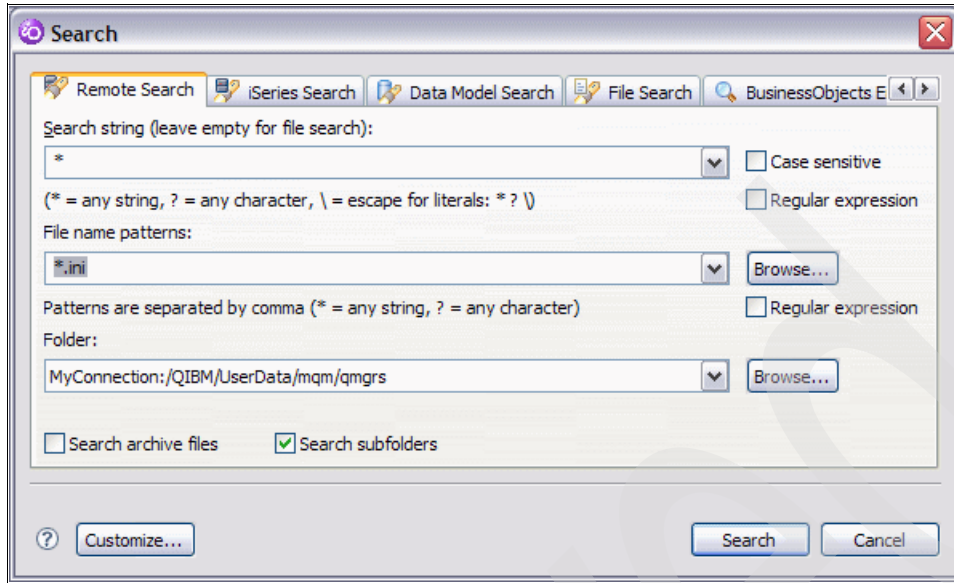 Search
Remote Search iSeries Search Data Model Search File Search BusinessObjects E
Search string (leave empty for file search):
* Case sensitive
(* = any string, ? = any character, \ = escape for literals: * ? \) Regular expression
File name patterns:
*.ini Browse...
Patterns are separated by comma (* = any string, ? = any character) Regular expression
Folder:
MyConnection:/QIBM/UserData/mqm/qmgrs Browse...
Search archive files Search subfolders
? Customize... Search Cancel